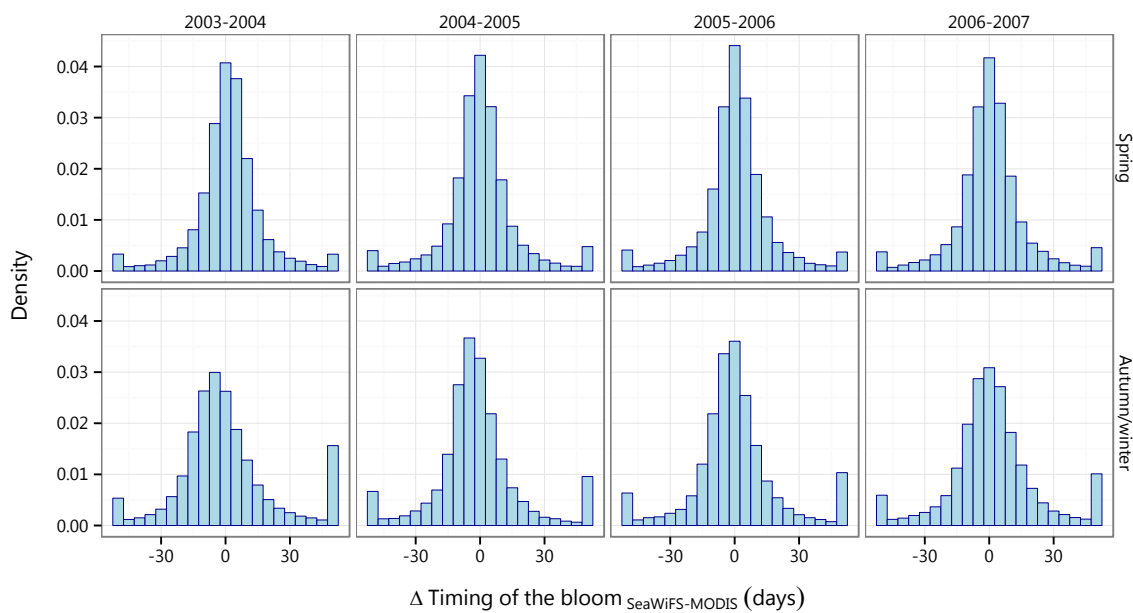 2003-2004 2004-2005 2005-2006 2006-2007
0.04
0.03
0.02
0.01
0.00
Spring
0.04
0.03
0.02
0.01
0.00
Autumn/winter
Density
-30 0 30 -30 0 30 -30 0 30 -30 0 30
Δ Timing of the bloom SeaWiFS-MODIS (days)